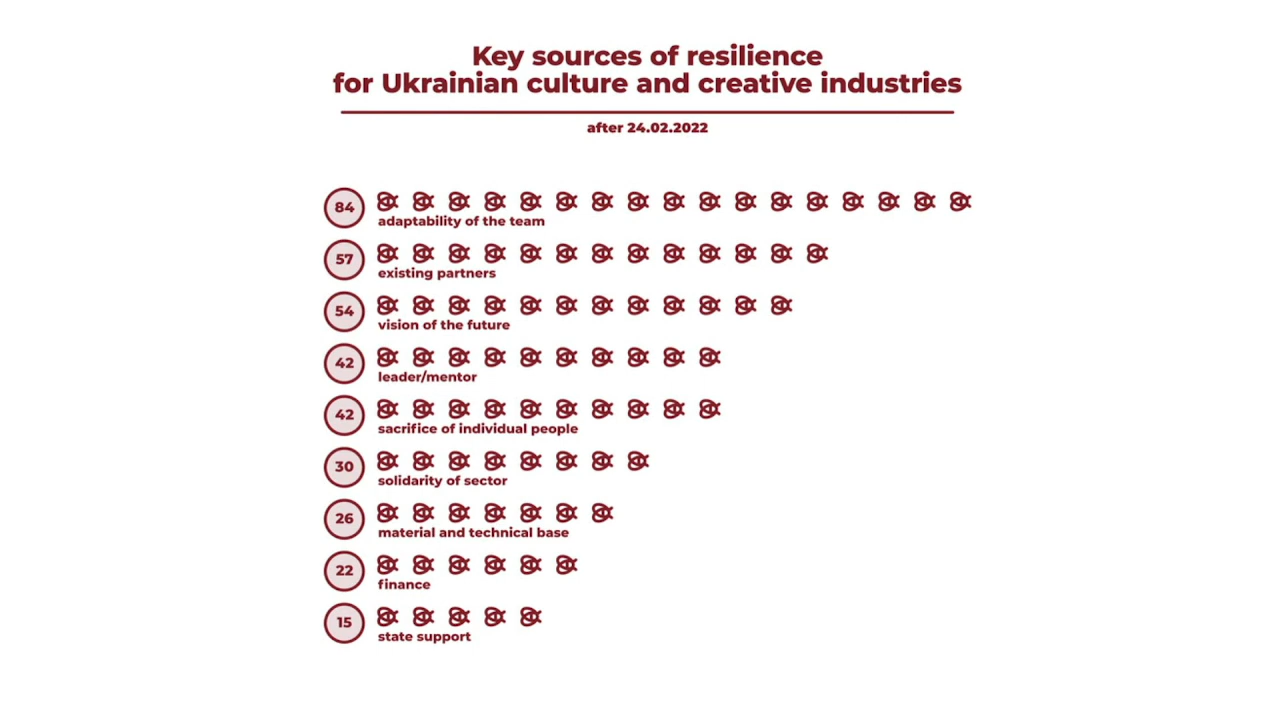 Key sources of resilience
for Ukrainian culture and creative industries
after 24.02.2022
84
adaptability of the team
57
existing partners
54
vision of the future
42
leader/mentor
42
sacrifice of individual people
30
solidarity of sector
26
material and technical base
22
finance
15
state support